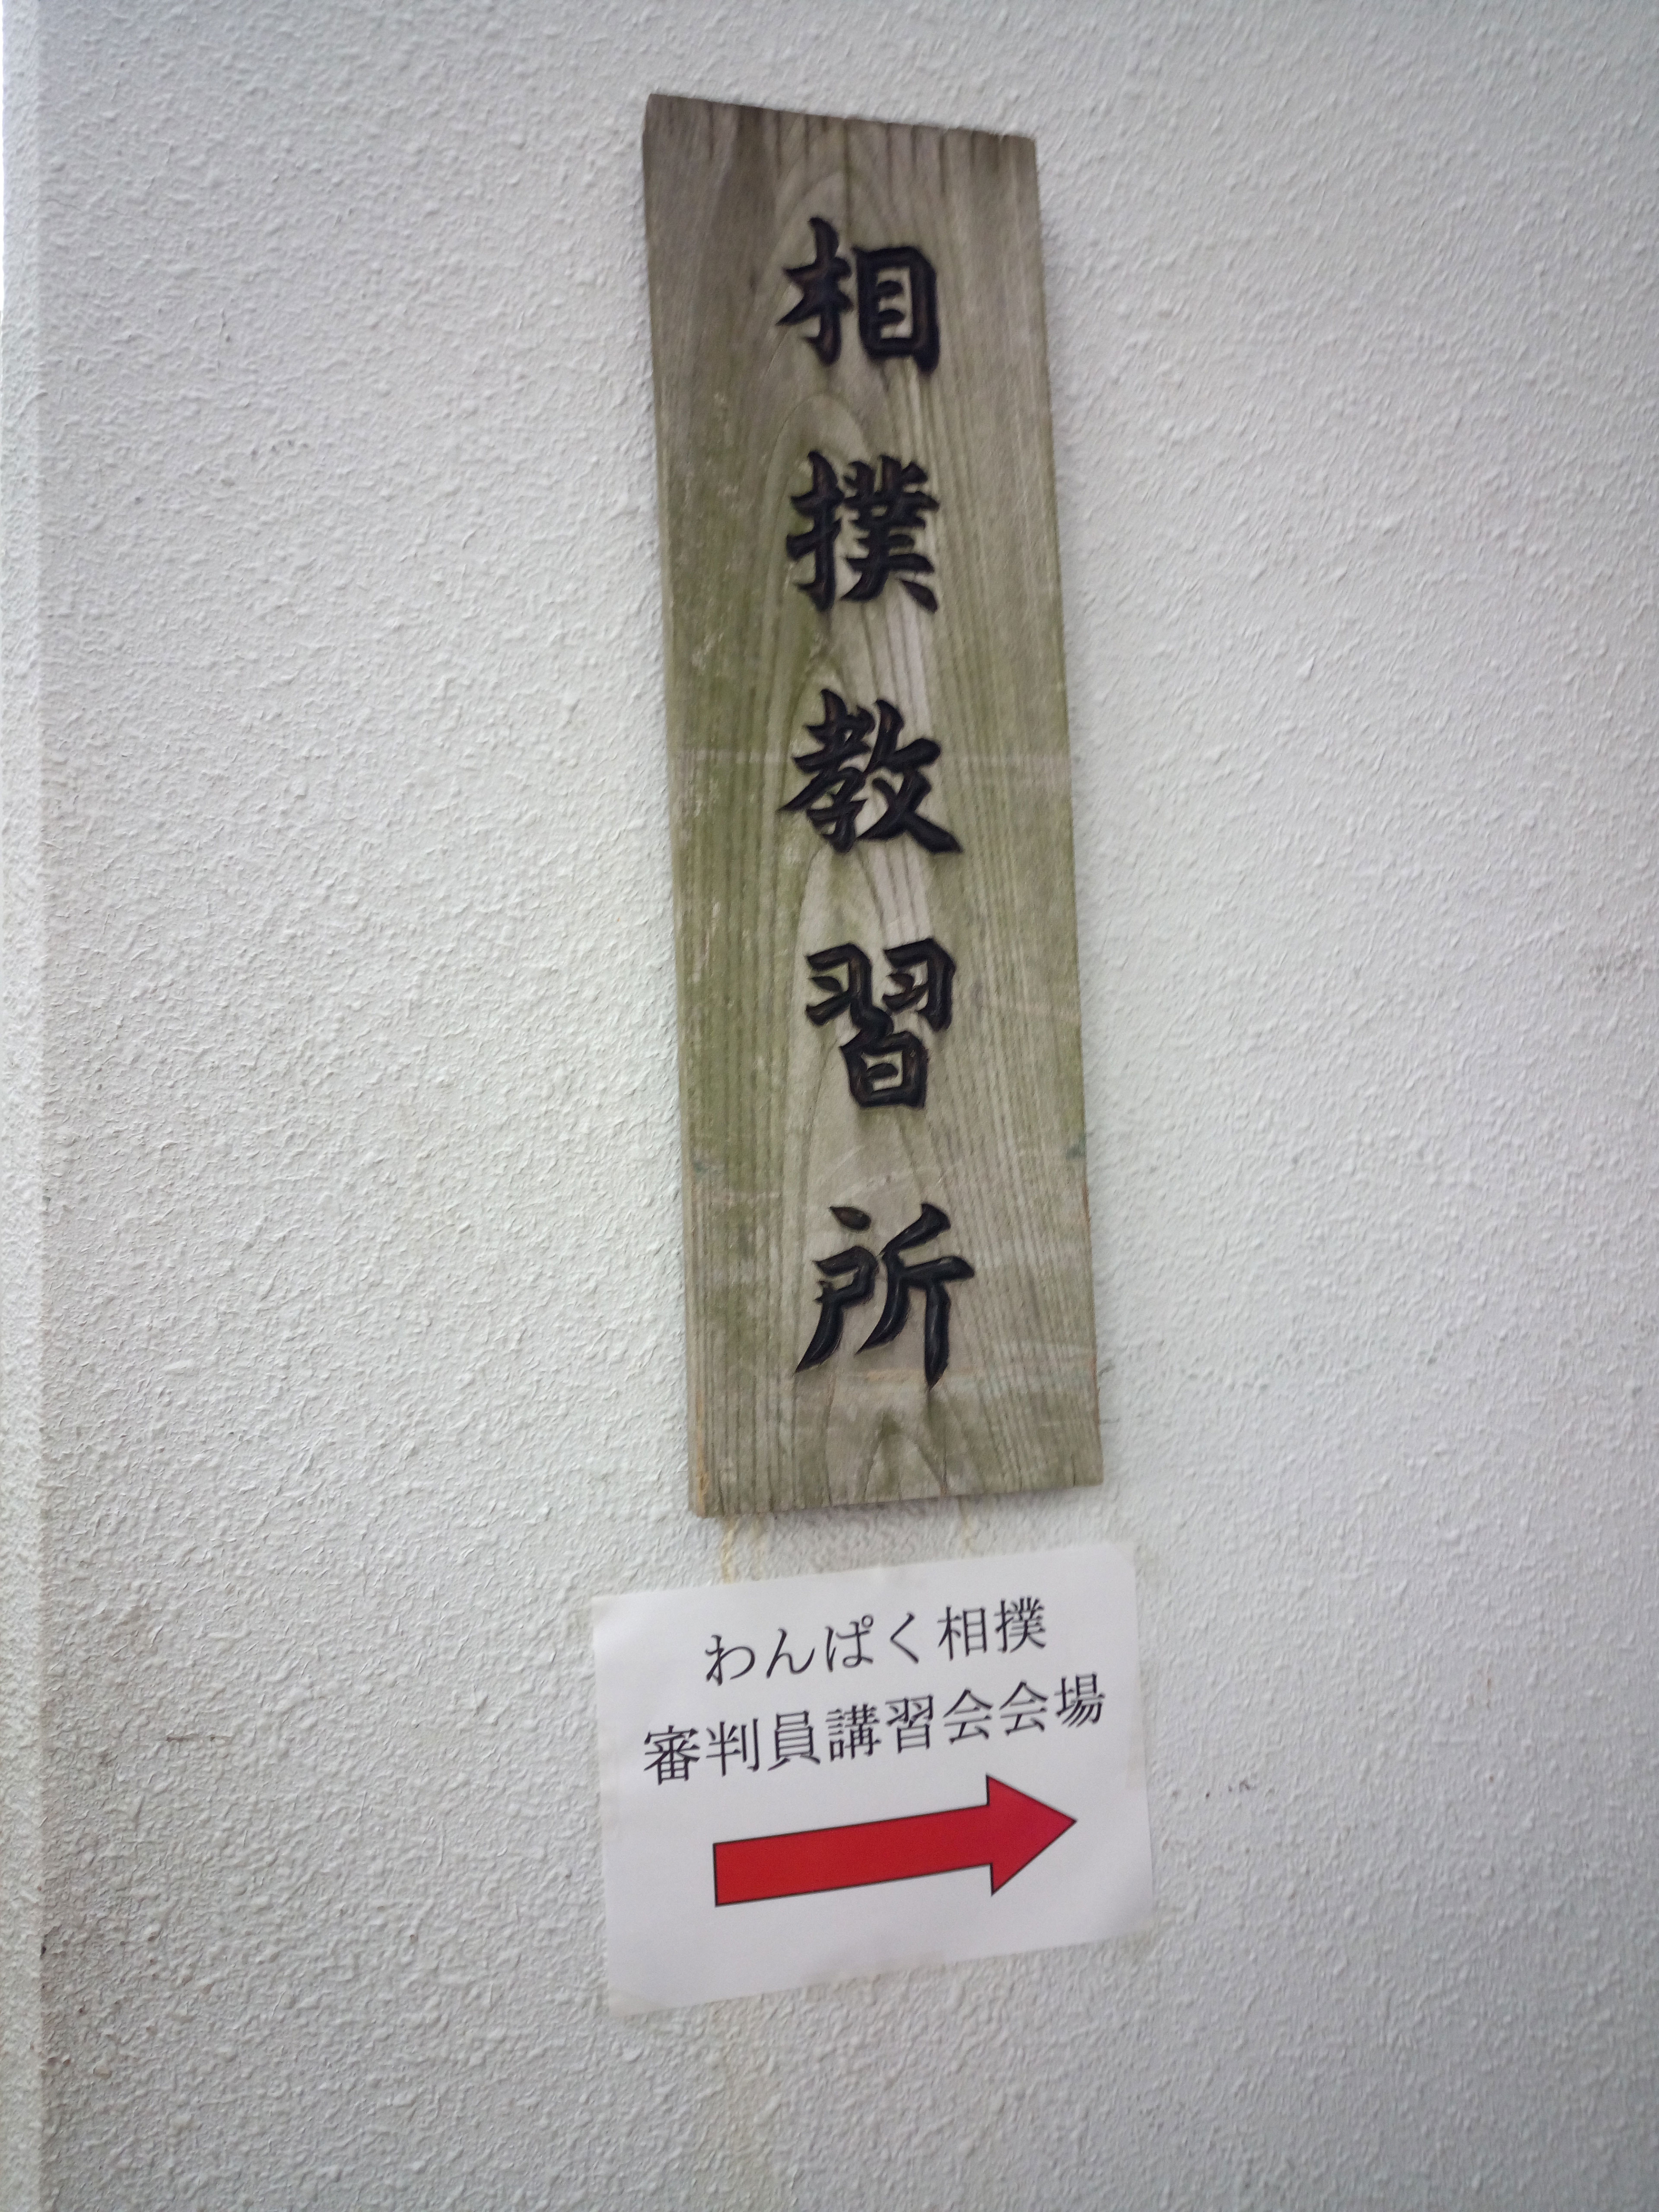 相撲教習所
わんぱく相撲
審判員講習会会場